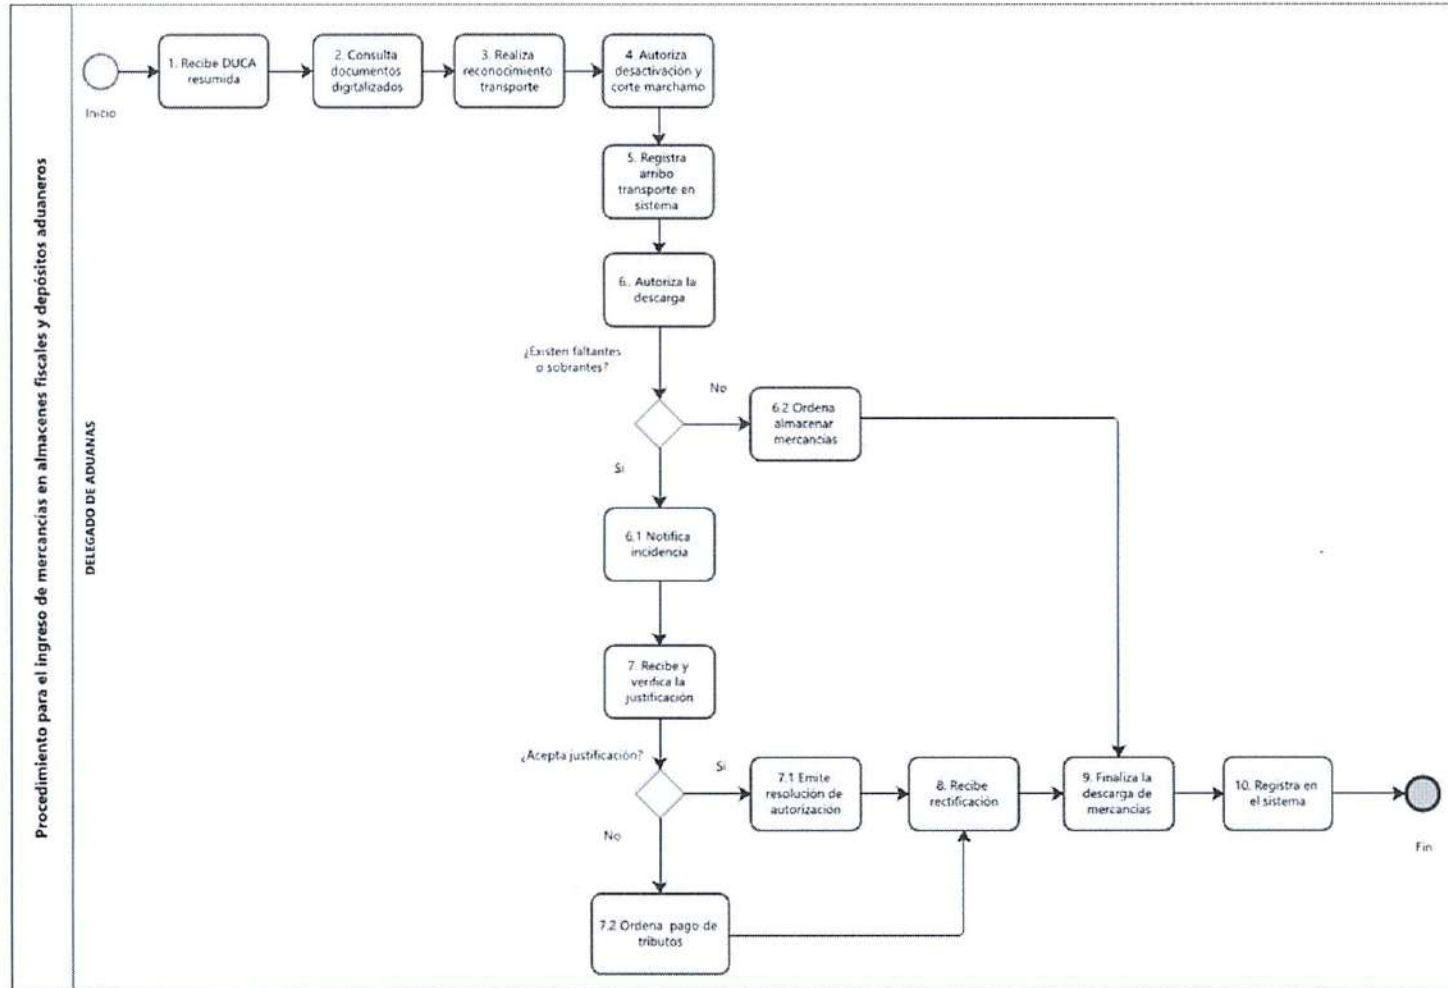 Procedimiento para el ingreso de mercancias en almacenes fiscales y depósitos aduaneros
DELEGADO DE ADUANAS
Inicio
1. Recibe DUCA
resumida
2. Consulta
documentos
digitalizados
3. Realiza
reconocimiento
transporte
4. Autoriza
desactivación y
corte marchamo
5. Registra
arribo
transporte en
sistema
6. Autoriza la
descarga
¿Existen faltantes
o sobrantes?
No
6.2 Ordena
almacenar
mercancias
Si
6.1 Notifica
incidencia
7. Recibe y
verifica la
justificación
¿Acepta justificación?
Si
7.1 Emite
resolución de
autorización
8. Recibe
rectificación
9. Finaliza la
descarga de
mercancias
10. Registra en
el sistema
Fin
No
7.2 Ordena pago de
tributos